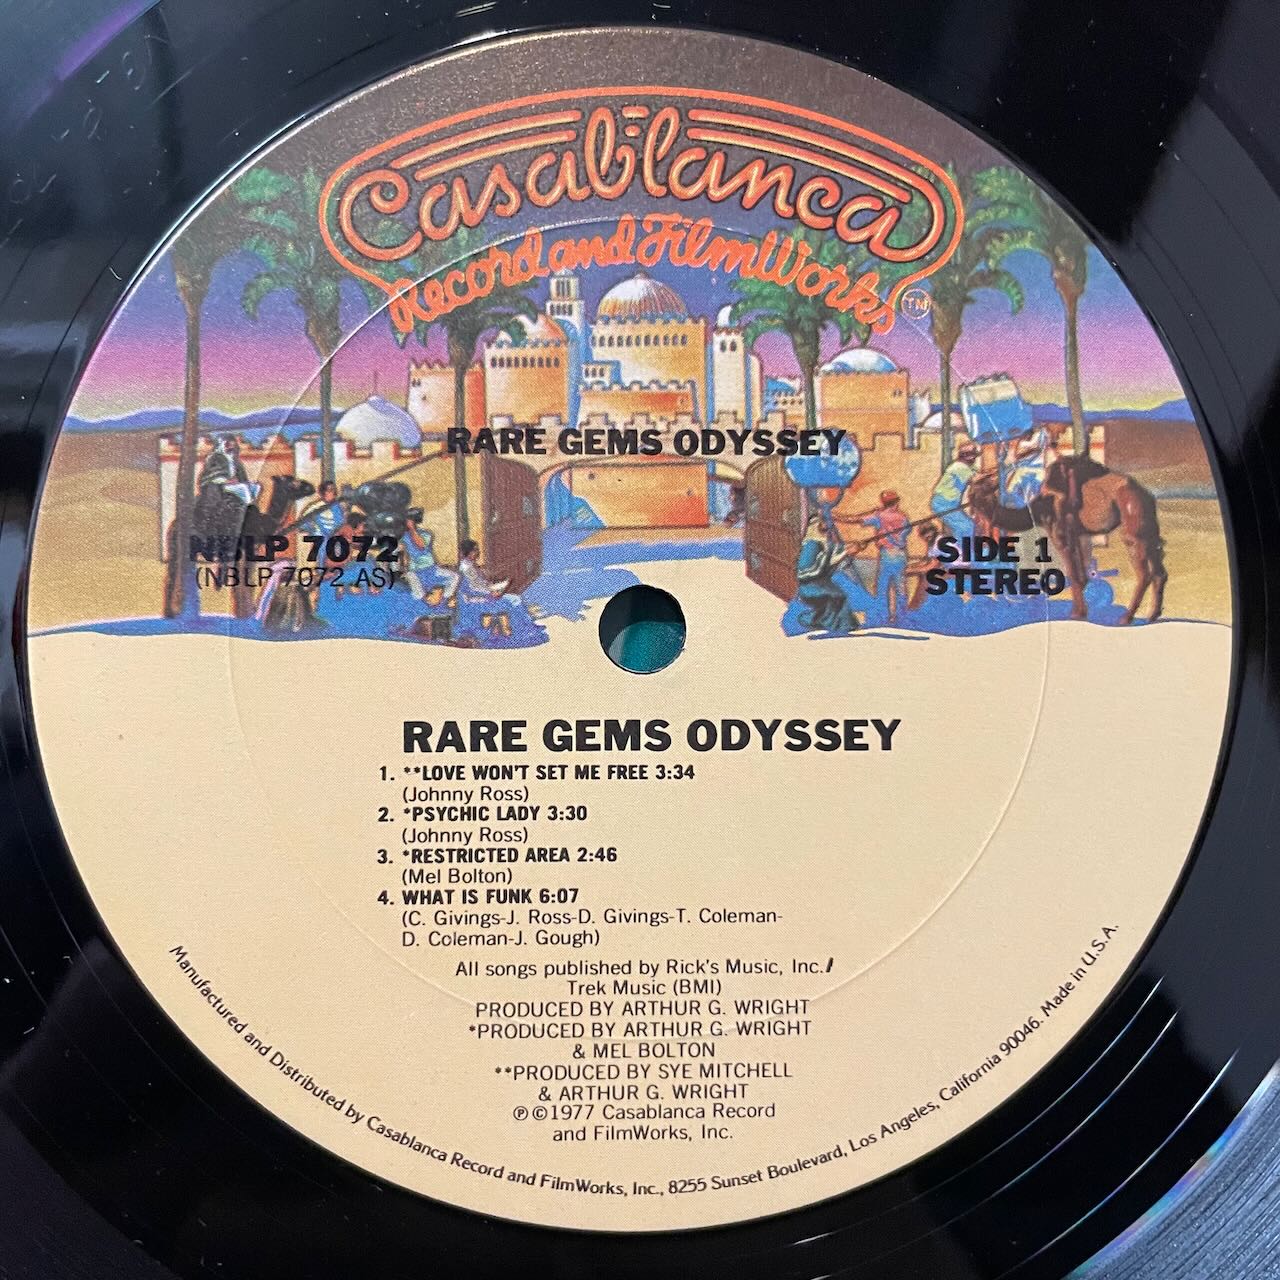 Casablanca
Record and FilmWorks
TM
RARE GEMS ODYSSEY
NBLP 7072
(NBLP 7072 AS)
SIDE 1
STEREO
RARE GEMS ODYSSEY
1. **LOVE WON'T SET ME FREE 3:34
(Johnny Ross)
2. *PSYCHIC LADY 3:30
(Johnny Ross)
3. *RESTRICTED AREA 2:46
(Mel Bolton)
4. WHAT IS FUNK 6:07
(C. Givings-J. Ross-D. Givings-T. Coleman-
D. Coleman-J. Gough)
All songs published by Rick's Music, Inc./
Trek Music (BMI)
PRODUCED BY ARTHUR G. WRIGHT
*PRODUCED BY ARTHUR G. WRIGHT
& MEL BOLTON
**PRODUCED BY SYE MITCHELL
& ARTHUR G. WRIGHT
℗©1977 Casablanca Record
and FilmWorks, Inc.
Manufactured and Distributed by Casablanca Record and FilmWorks, Inc., 8255 Sunset Boulevard, Los Angeles, California 90046. Made in U.S.A.